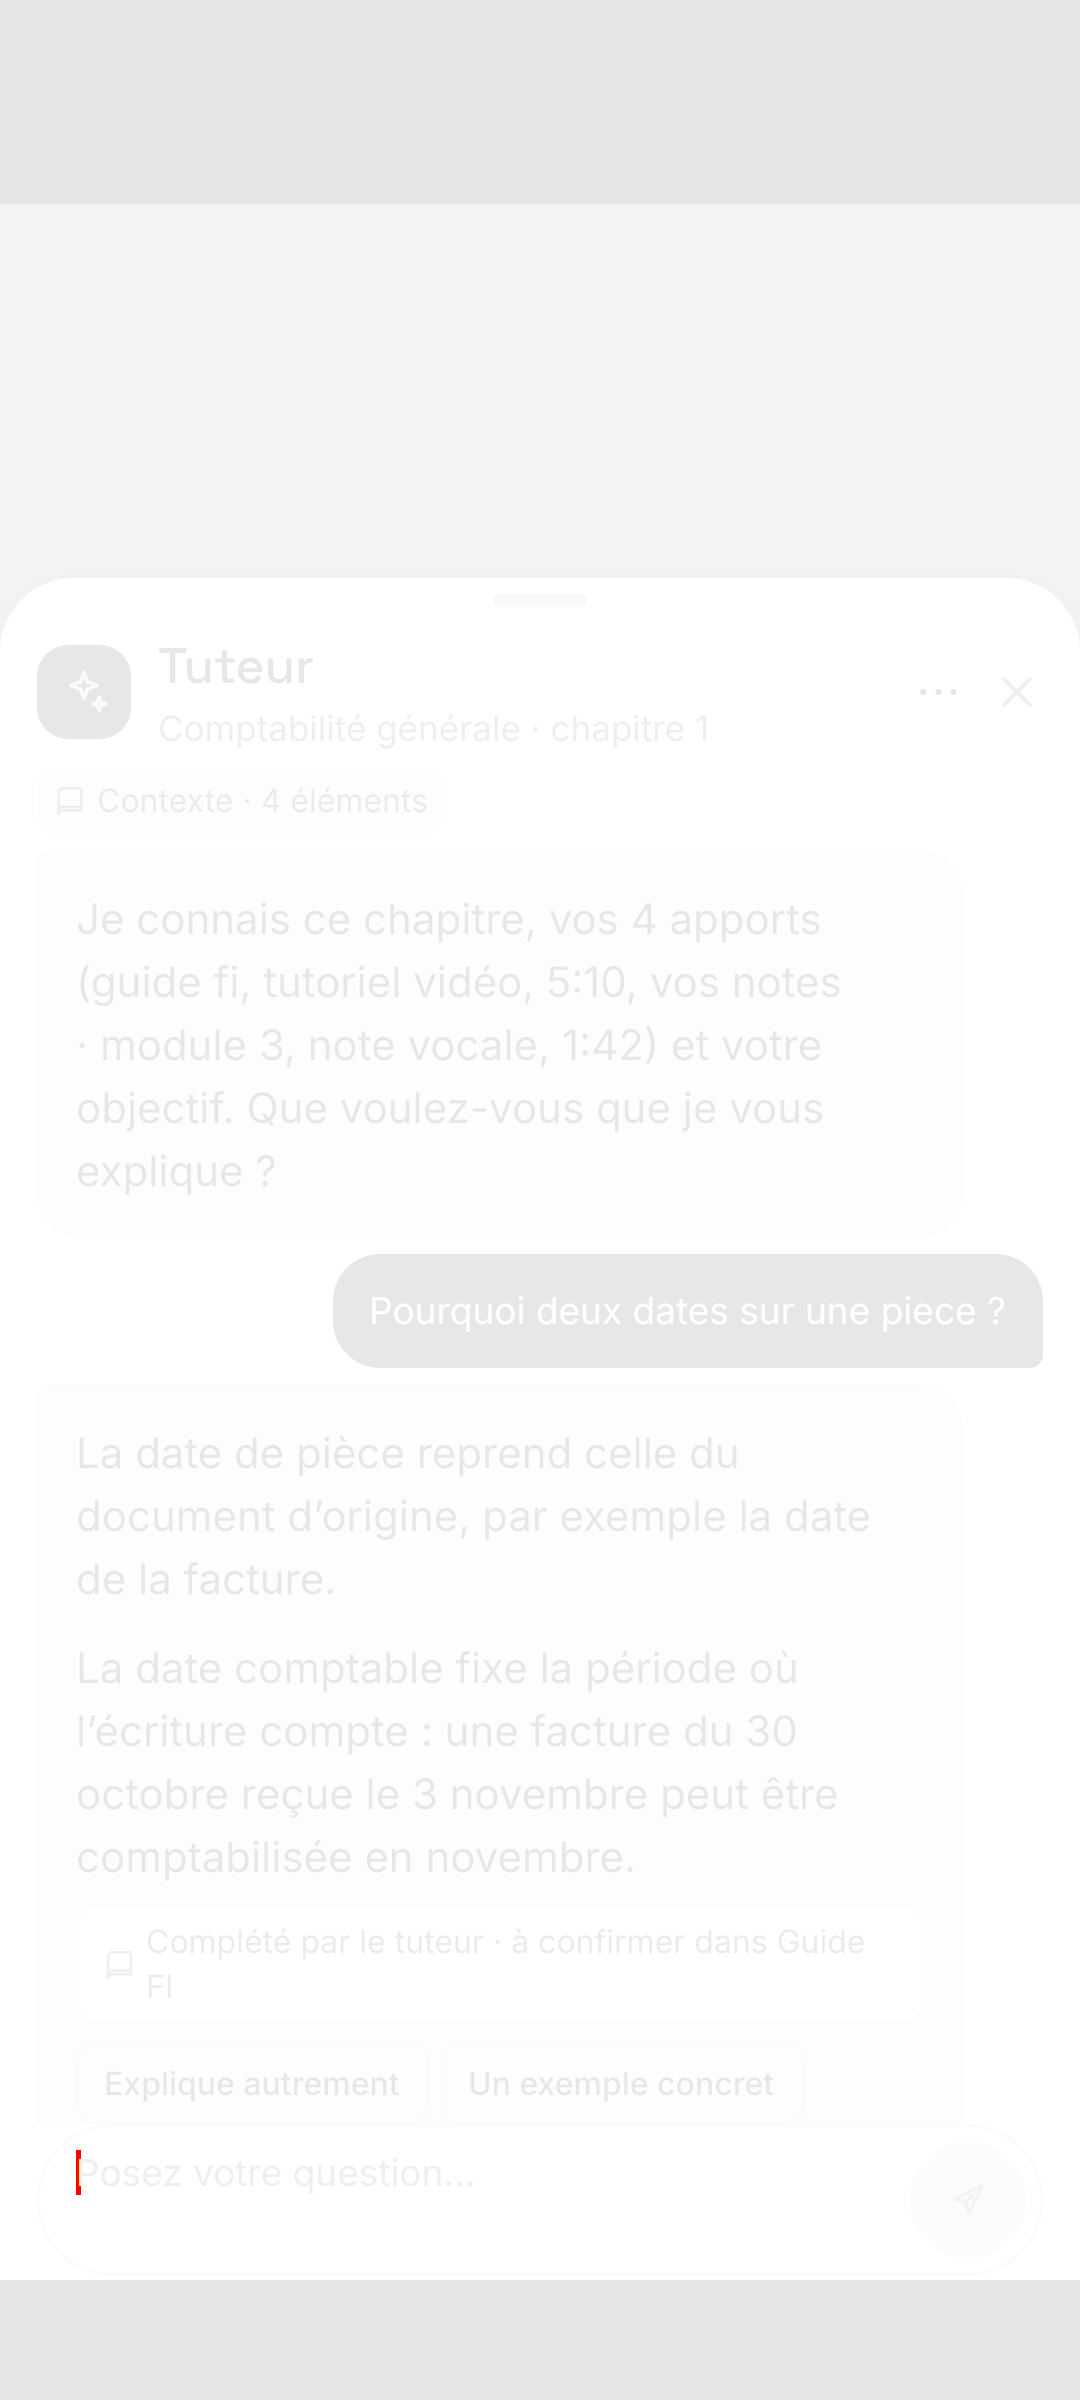 Tuteur
Comptabilité générale · chapitre 1
Contexte · 4 éléments
Je connais ce chapitre, vos 4 apports
(guide fi, tutoriel vidéo, 5:10, vos notes
· module 3, note vocale, 1:42) et votre
objectif. Que voulez-vous que je vous
explique ?
Pourquoi deux dates sur une piece ?
La date de pièce reprend celle du
document d’origine, par exemple la date
de la facture.
La date comptable fixe la période où
l’écriture compte : une facture du 30
octobre reçue le 3 novembre peut être
comptabilisée en novembre.
Complété par le tuteur · à confirmer dans Guide
FI
Explique autrement
Un exemple concret
Posez votre question...